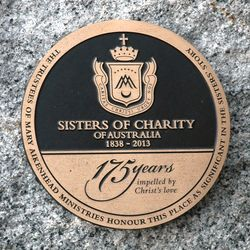 THE TRUSTEES OF MARY AIKENHEAD MINISTRIES HONOUR THIS PLACE AS SIGNIFICANT IN THE SISTERS' STORY
SISTERS OF CHARITY
OF AUSTRALIA
1838 - 2013
175 years
impelled by
Christ's love